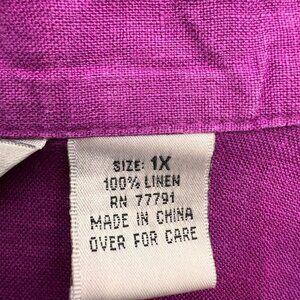 SIZE: 1X
100% LINEN
RN 77791
MADE IN CHINA
OVER FOR CARE